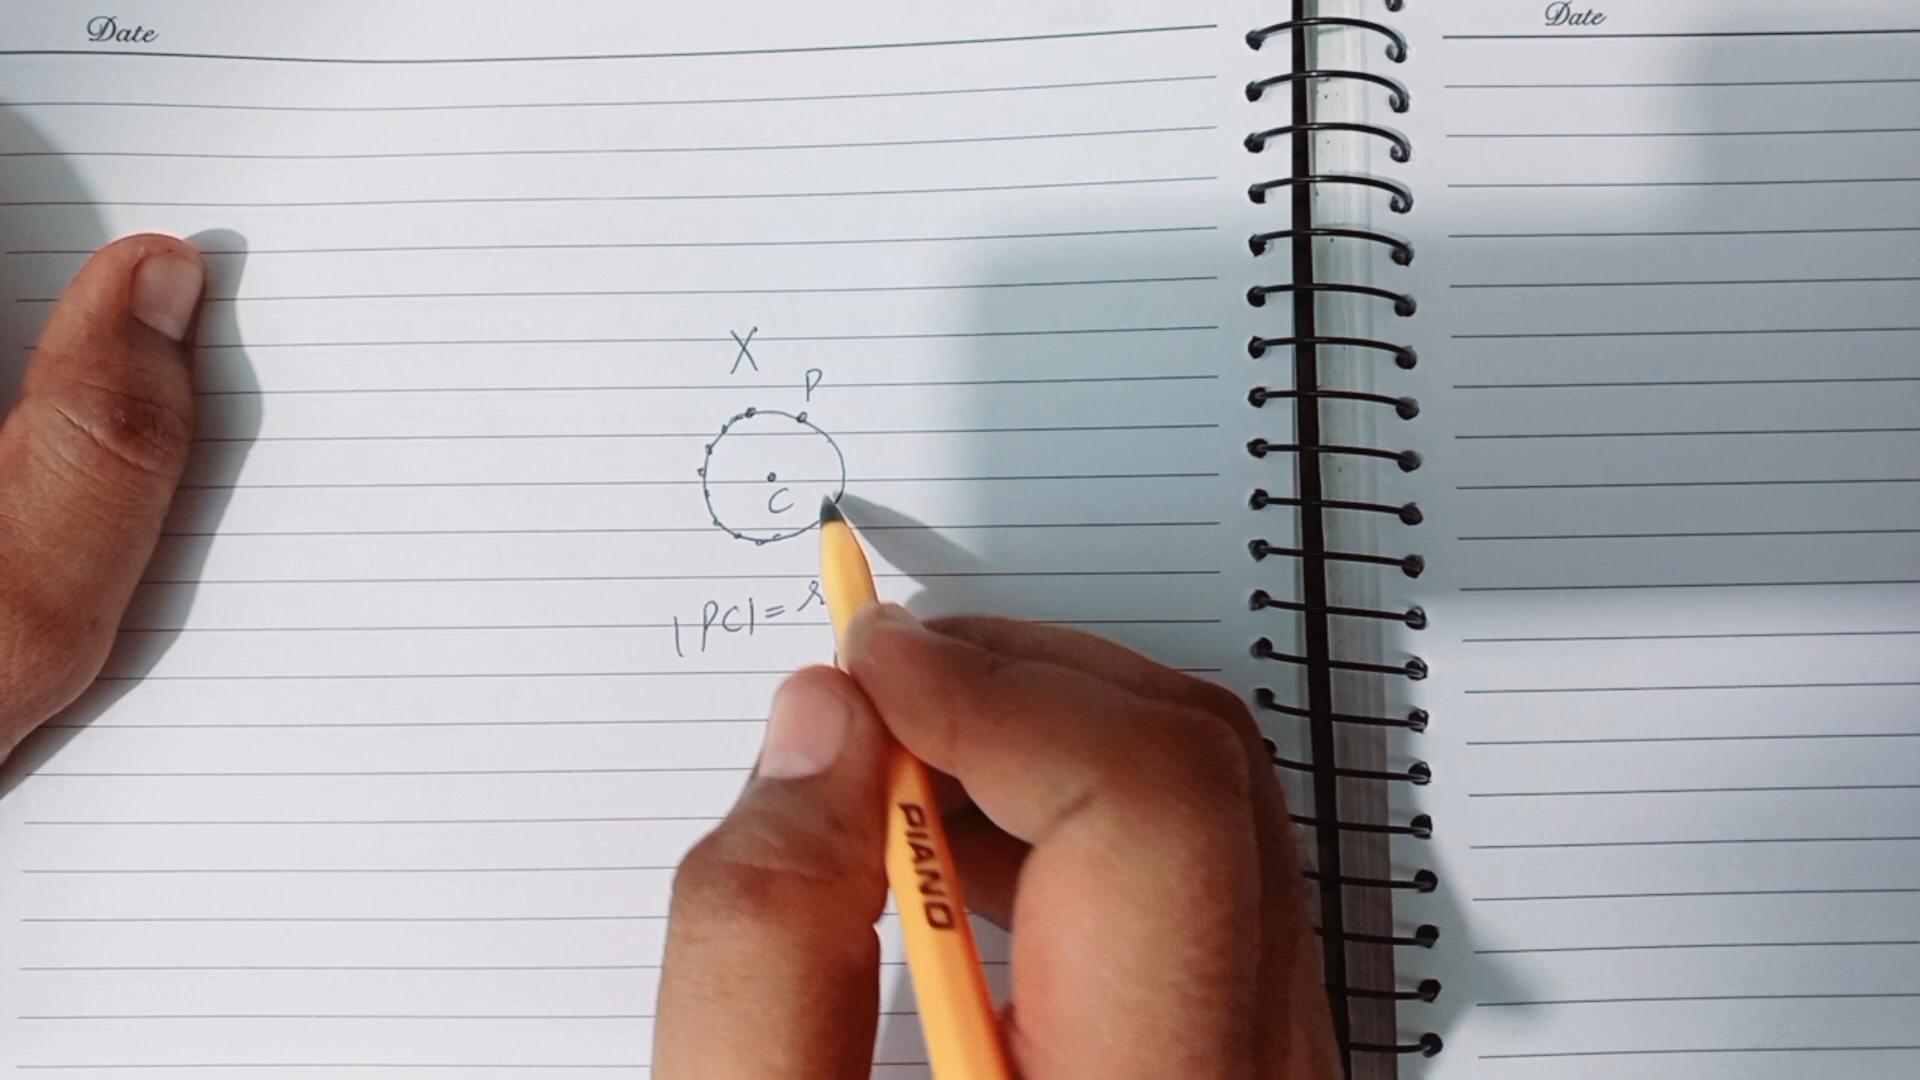 Date
Date
X
P
C
|PC| = r
PIANO